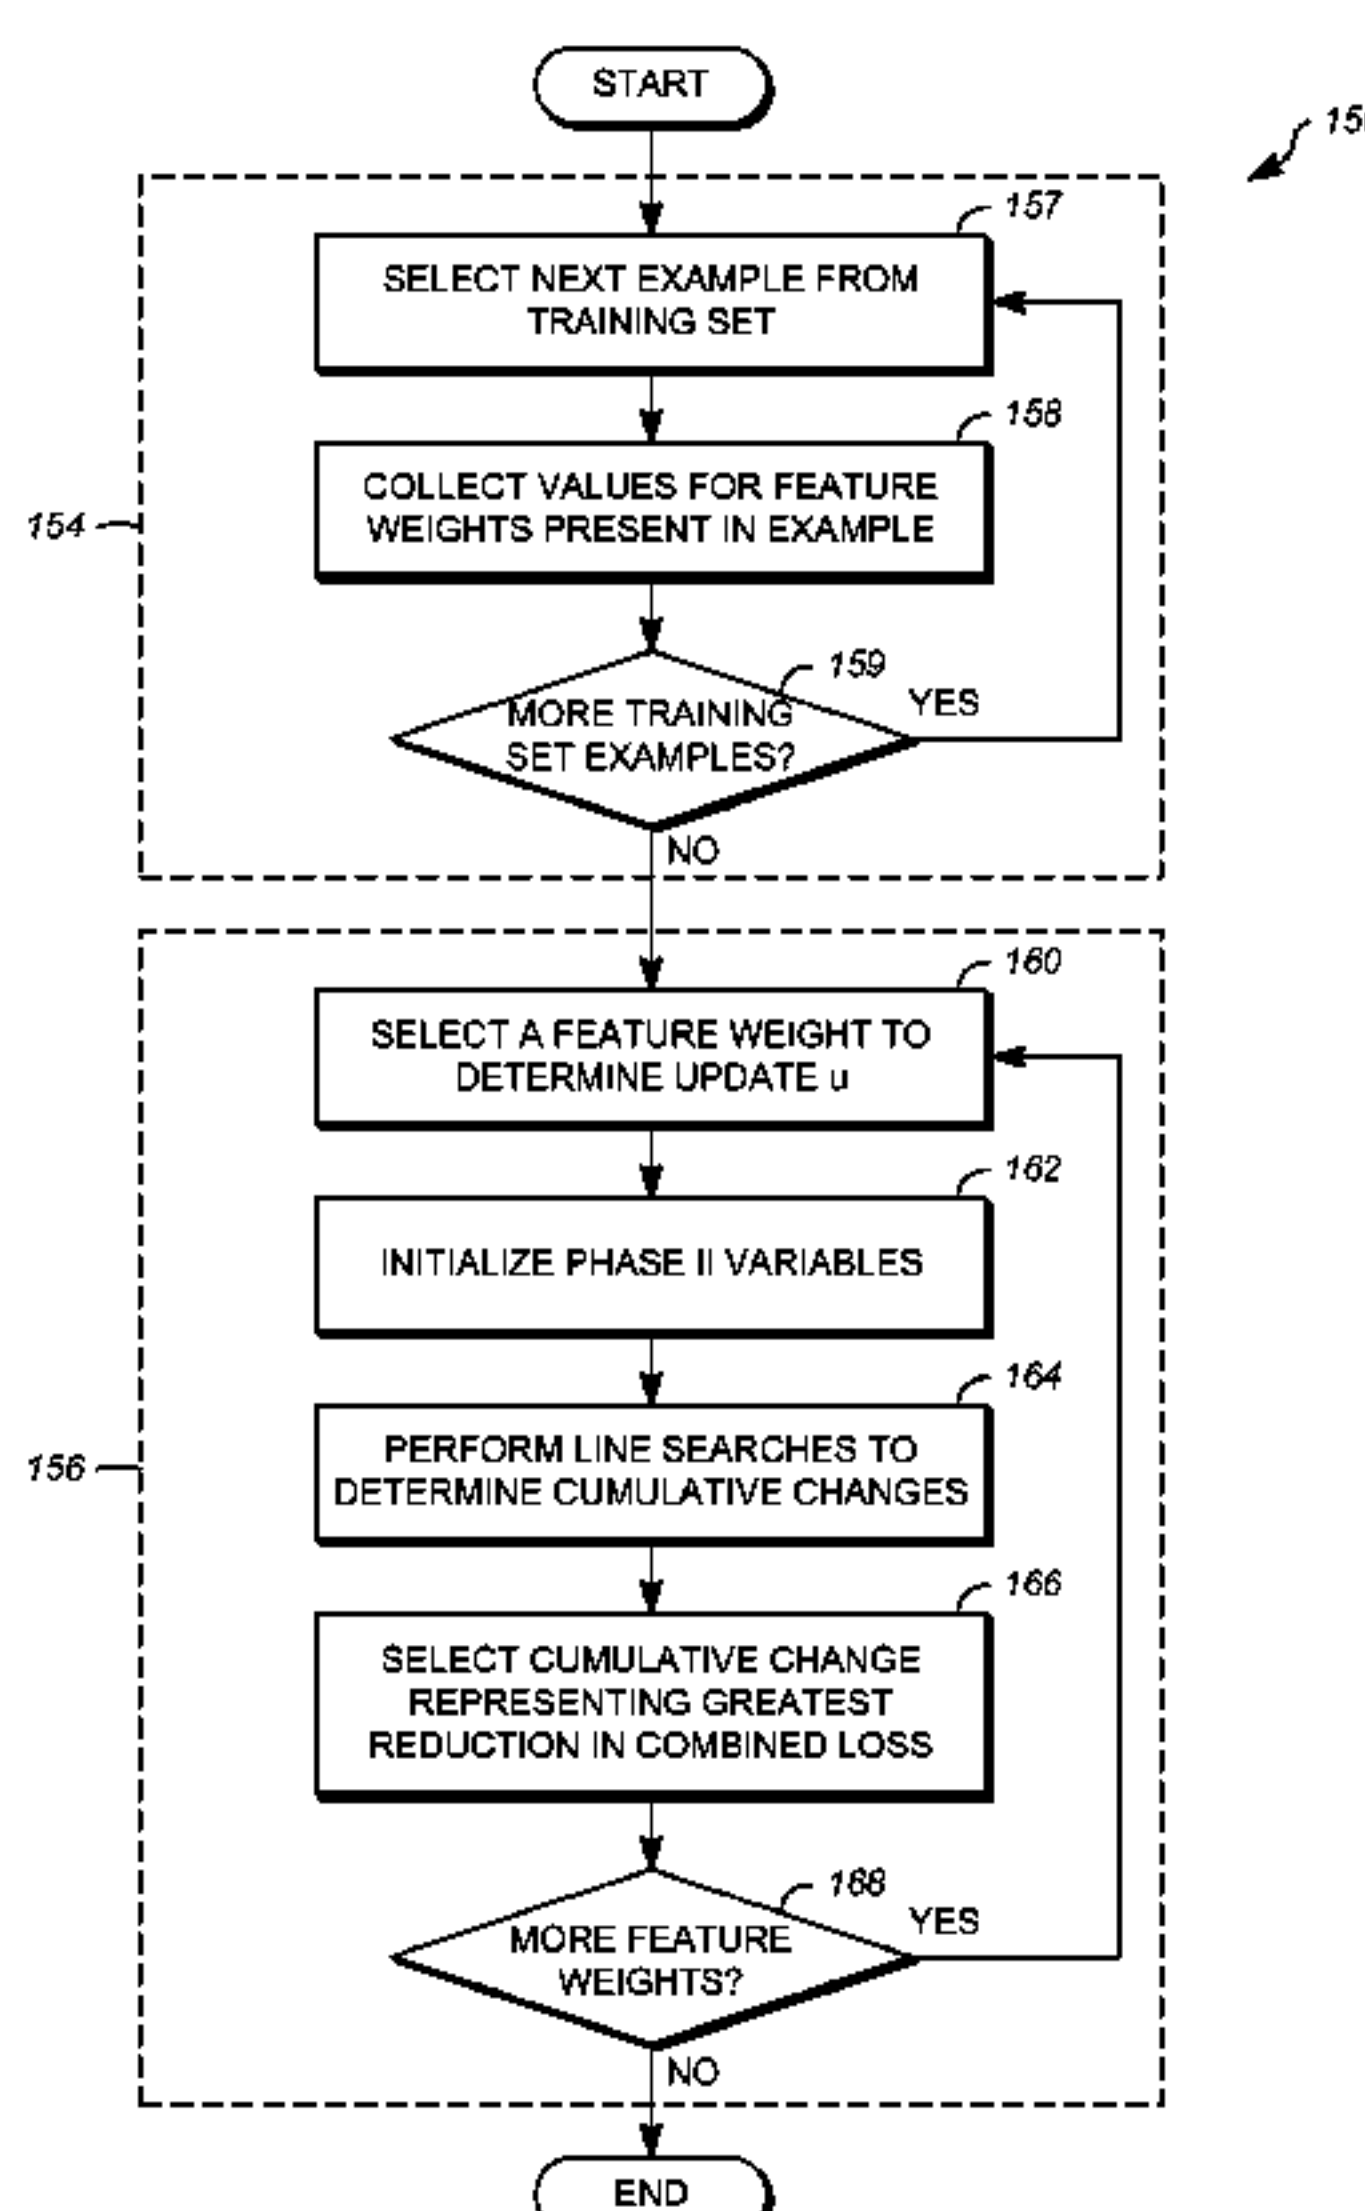 START
157
SELECT NEXT EXAMPLE FROM
TRAINING SET
158
COLLECT VALUES FOR FEATURE
WEIGHTS PRESENT IN EXAMPLE
154
159
MORE TRAINING
SET EXAMPLES?
YES
NO
160
SELECT A FEATURE WEIGHT TO
DETERMINE UPDATE u
162
INITIALIZE PHASE II VARIABLES
164
PERFORM LINE SEARCHES TO
DETERMINE CUMULATIVE CHANGES
156
166
SELECT CUMULATIVE CHANGE
REPRESENTING GREATEST
REDUCTION IN COMBINED LOSS
168
MORE FEATURE
WEIGHTS?
YES
NO
END